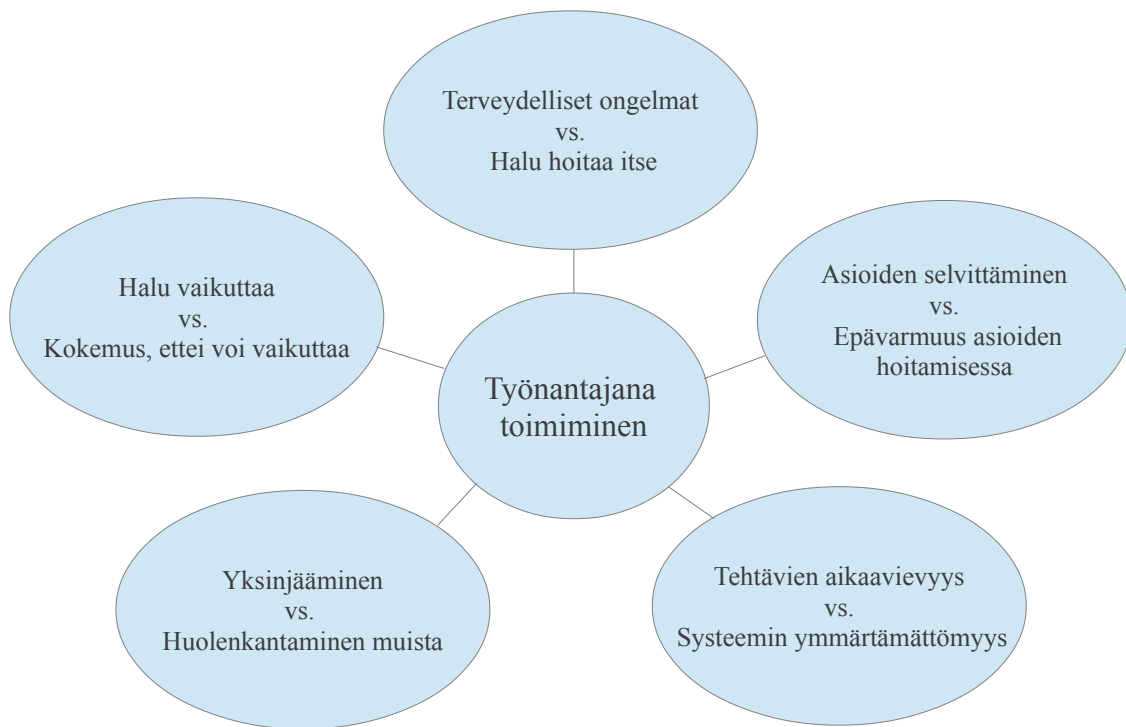 Terveydelliset ongelmat
vs.
Halu hoitaa itse
Halu vaikuttaa
vs.
Kokemus, ettei voi vaikuttaa
Asioiden selvittäminen
vs.
Epävarmuus asioiden
hoitamisessa
Työnantajana
toimiminen
Yksinjääminen
vs.
Huolenkantaminen muista
Tehtävien aikaavievyys
vs.
Systeemin ymmärtämättömyys